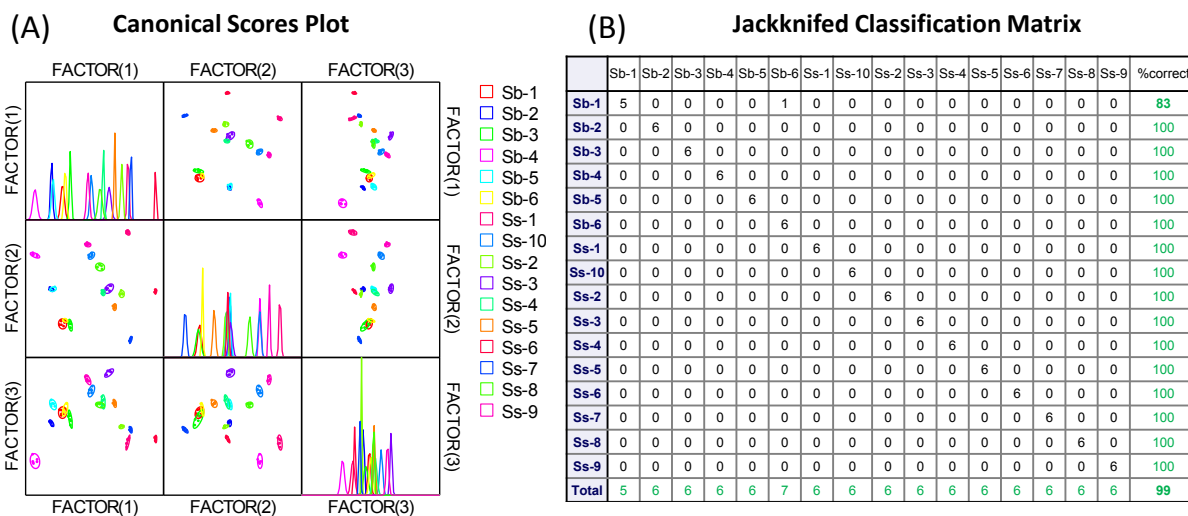 (A) Canonical Scores Plot
FACTOR(1) FACTOR(2) FACTOR(3)
FACTOR(1) FACTOR(1)
FACTOR(2) FACTOR(2)
FACTOR(3) FACTOR(3)
FACTOR(1) FACTOR(2) FACTOR(3)
Sb-1
Sb-2
Sb-3
Sb-4
Sb-5
Sb-6
Ss-1
Ss-10
Ss-2
Ss-3
Ss-4
Ss-5
Ss-6
Ss-7
Ss-8
Ss-9
(B) Jackknifed Classification Matrix
Sb-1 Sb-2 Sb-3 Sb-4 Sb-5 Sb-6 Ss-1 Ss-10 Ss-2 Ss-3 Ss-4 Ss-5 Ss-6 Ss-7 Ss-8 Ss-9 %correct
Sb-1 5 0 0 0 0 1 0 0 0 0 0 0 0 0 0 0 83
Sb-2 0 6 0 0 0 0 0 0 0 0 0 0 0 0 0 0 100
Sb-3 0 0 6 0 0 0 0 0 0 0 0 0 0 0 0 0 100
Sb-4 0 0 0 6 0 0 0 0 0 0 0 0 0 0 0 0 100
Sb-5 0 0 0 0 6 0 0 0 0 0 0 0 0 0 0 0 100
Sb-6 0 0 0 0 0 6 0 0 0 0 0 0 0 0 0 0 100
Ss-1 0 0 0 0 0 0 6 0 0 0 0 0 0 0 0 0 100
Ss-10 0 0 0 0 0 0 0 6 0 0 0 0 0 0 0 0 100
Ss-2 0 0 0 0 0 0 0 0 6 0 0 0 0 0 0 0 100
Ss-3 0 0 0 0 0 0 0 0 0 6 0 0 0 0 0 0 100
Ss-4 0 0 0 0 0 0 0 0 0 0 6 0 0 0 0 0 100
Ss-5 0 0 0 0 0 0 0 0 0 0 0 6 0 0 0 0 100
Ss-6 0 0 0 0 0 0 0 0 0 0 0 0 6 0 0 0 100
Ss-7 0 0 0 0 0 0 0 0 0 0 0 0 0 6 0 0 100
Ss-8 0 0 0 0 0 0 0 0 0 0 0 0 0 0 6 0 100
Ss-9 0 0 0 0 0 0 0 0 0 0 0 0 0 0 0 6 100
Total 5 6 6 6 6 7 6 6 6 6 6 6 6 6 6 6 99